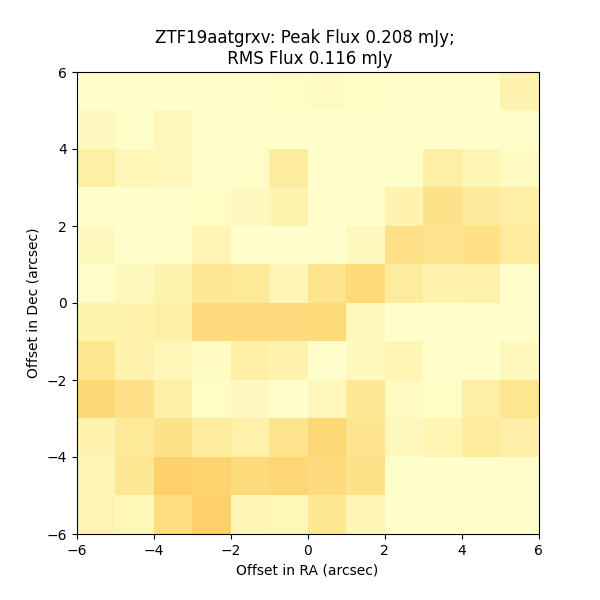 ZTF19aatgrxv: Peak Flux 0.208 mJy;
RMS Flux 0.116 mJy
6
4
2
0
−2
−4
−6
Offset in Dec (arcsec)
−6 −4 −2 0 2 4 6
Offset in RA (arcsec)